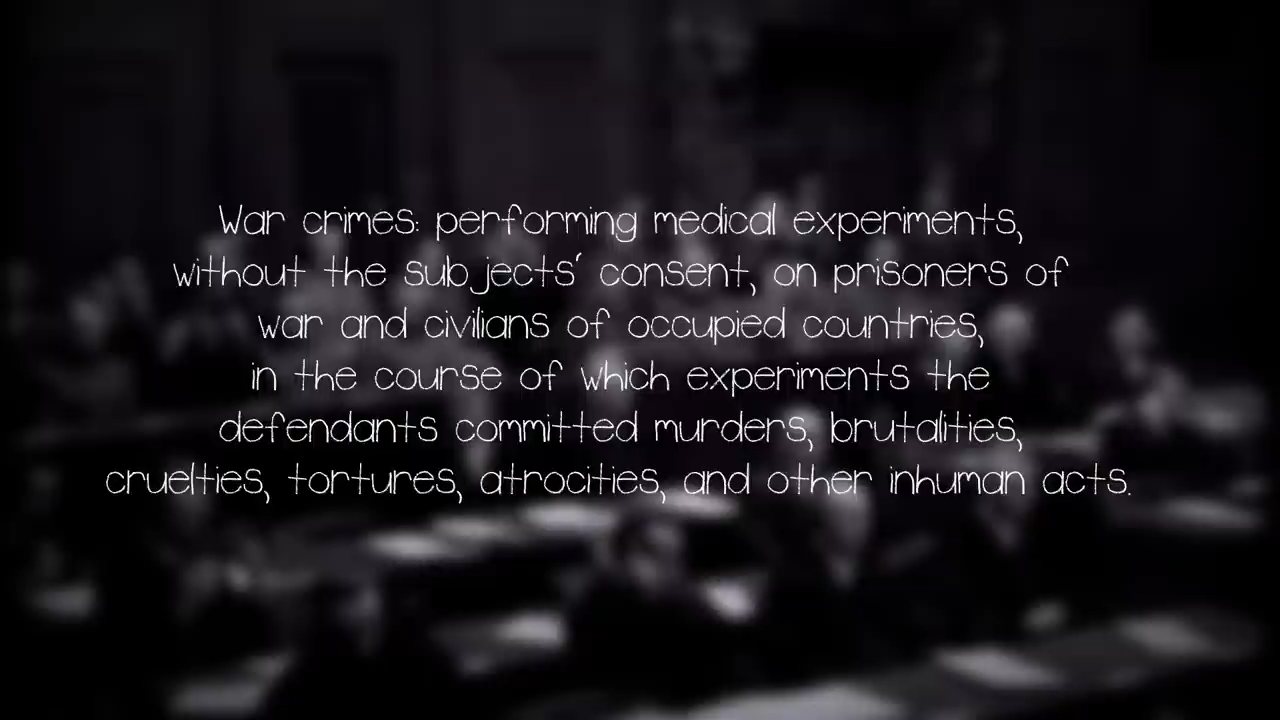 War crimes: performing medical experiments,
without the subjects' consent, on prisoners of
war and civilians of occupied countries,
in the course of which experiments the
defendants committed murders, brutalities,
cruelties, tortures, atrocities, and other inhuman acts.